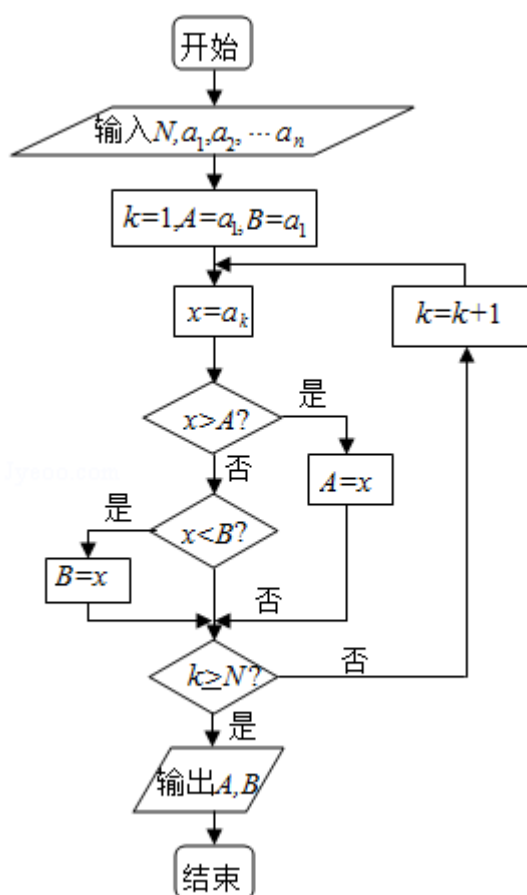 开始
输入N,a₁,a₂, ⋯aₙ
k=1,A=a₁,B=a₁
x=aₖ
k=k+1
x>A?
是
否
A=x
x<B?
是
B=x
否
k≥N?
否
是
输出A,B
结束